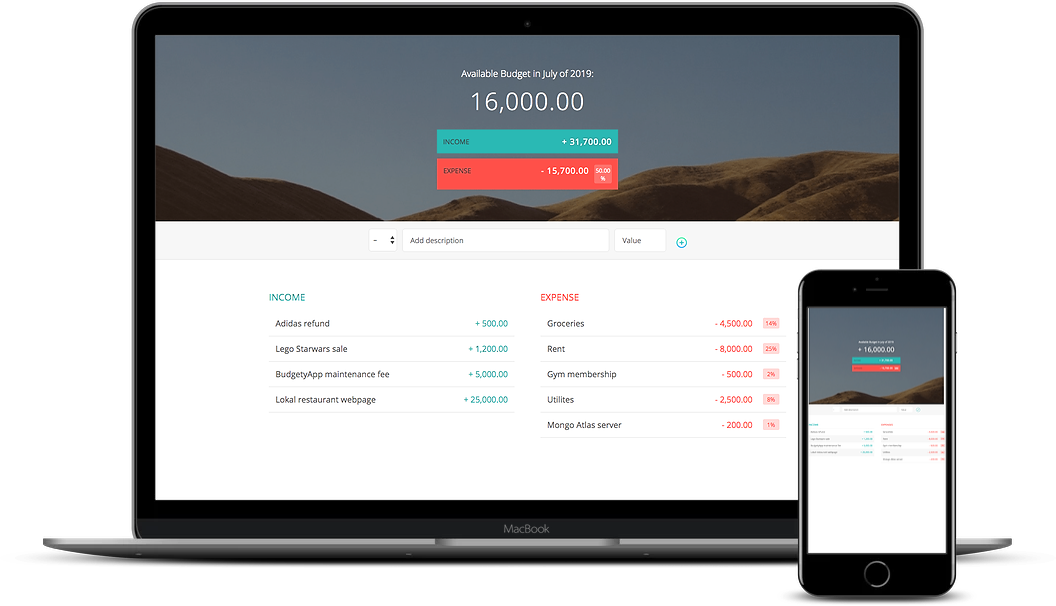 Available Budget in July of 2019:
16,000.00
INCOME + 31,700.00
EXPENSE - 15,700.00 50.00
%
– Add description Value
INCOME
Adidas refund + 500.00
Lego Starwars sale + 1,200.00
BudgetyApp maintenance fee + 5,000.00
Lokal restaurant webpage + 25,000.00
EXPENSE
Groceries - 4,500.00 14%
Rent - 8,000.00 25%
Gym membership - 500.00 2%
Utilites - 2,500.00 8%
Mongo Atlas server - 200.00 1%
MacBook
Available Budget in July of 2019:
+ 16,000.00